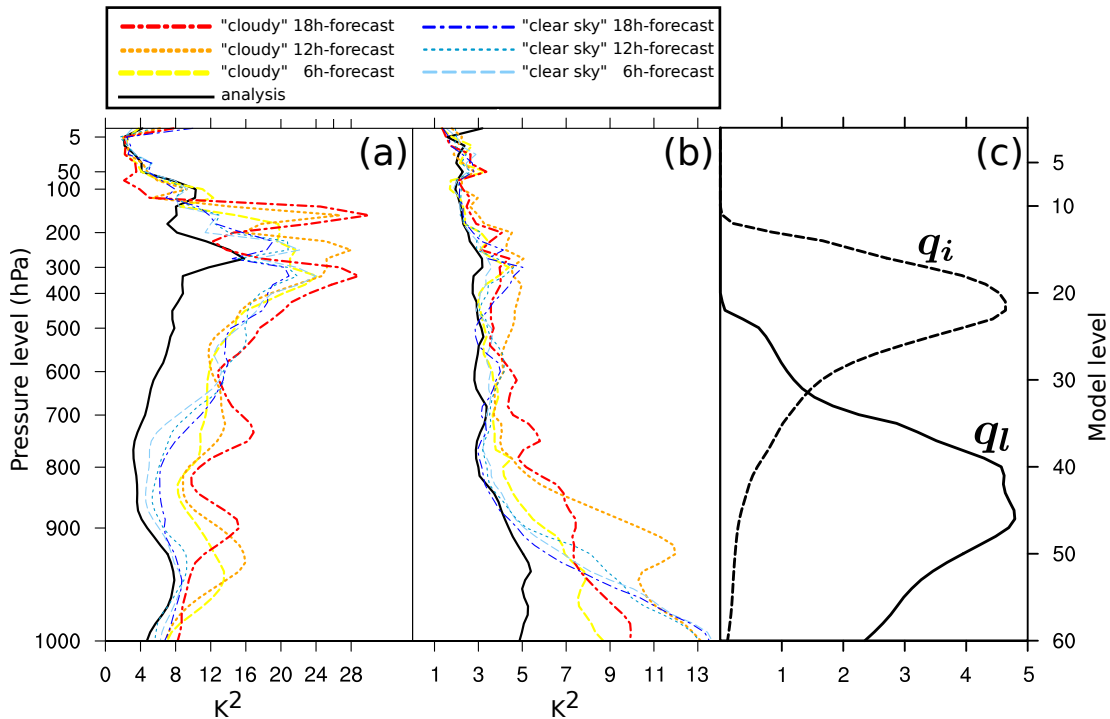 "cloudy" 18h-forecast "clear sky" 18h-forecast
"cloudy" 12h-forecast "clear sky" 12h-forecast
"cloudy" 6h-forecast "clear sky" 6h-forecast
analysis
(a) (b) (c)
Pressure level (hPa)
5
50
100
200
300
400
500
600
700
800
900
1000
q_i
q_l
5
10
20
30
40
50
60
Model level
0 4 8 12 16 20 24 28
1 3 5 7 9 11 13
1 2 3 4 5
K² K²